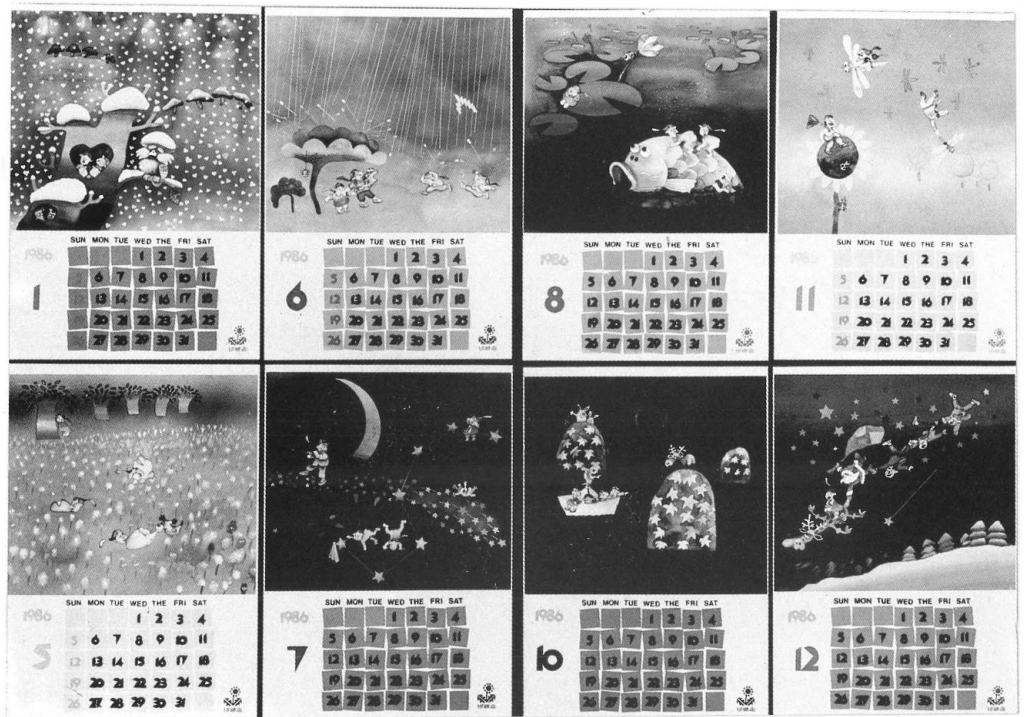 SUN MON TUE WED THE FRI SAT
1986 1 2 3 4
6 7 8 9 10 11
1 12 13 14 15 16 17 18
20 21 22 23 24 25
27 28 29 30 31
SUN MON TUE WED THE FRI SAT
1986 1 2 3 4
5 6 7 8 9 10 11
6 12 13 14 15 16 17 18
19 20 21 22 23 24 25
26 27 28 29 30 31
SUN MON TUE WED THE FRI SAT
1986 1 2 3 4
5 6 7 8 9 10 11
8 12 13 14 15 16 17 18
19 20 21 22 23 24 25
26 27 28 29 30 31
SUN MON TUE WED THE FRI SAT
1986 1 2 3 4
5 6 7 8 9 10 11
11 12 13 14 15 16 17 18
19 20 21 22 23 24 25
26 27 28 29 30 31
SUN MON TUE WED THE FRI SAT
1986 1 2 3 4
5 6 7 8 9 10 11
5 12 13 14 15 16 17 18
19 20 21 22 23 24 25
26 27 28 29 30 31
SUN MON TUE WED THE FRI SAT
1986 1 2 3 4
5 6 7 8 9 10 11
7 12 13 14 15 16 17 18
19 20 21 22 23 24 25
26 27 28 29 30 31
SUN MON TUE WED THE FRI SAT
1986 1 2 3 4
5 6 7 8 9 10 11
10 12 13 14 15 16 17 18
19 20 21 22 23 24 25
26 27 28 29 30 31
SUN MON TUE WED THE FRI SAT
1986 1 2 3 4
5 6 7 8 9 10 11
12 12 13 14 15 16 17 18
19 20 21 22 23 24 25
26 27 28 29 30 31